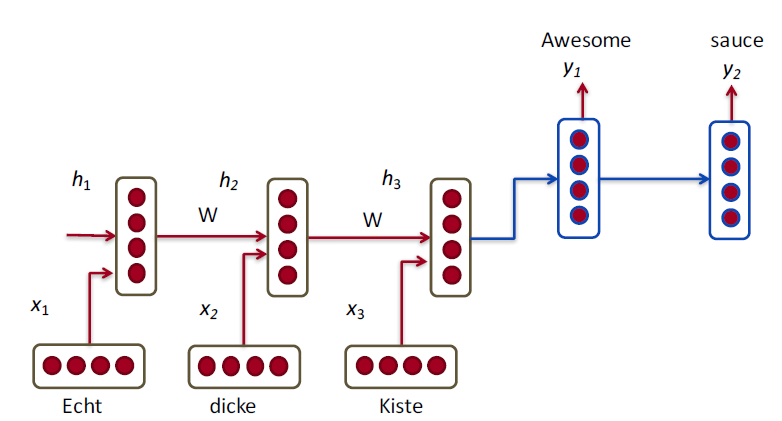 Awesome sauce
y1 y2
h1 h2 h3
W W
x1 x2 x3
Echt dicke Kiste